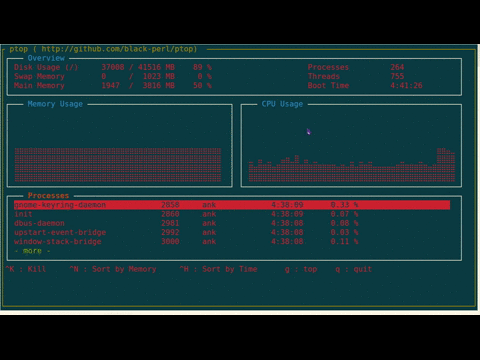 ptop ( http://github.com/black-perl/ptop)
Overview
Disk Usage (/) 37000 / 41516 MB 89 % Processes 264
Swap Memory 0 / 1023 MB 0 % Threads 755
Main Memory 1947 / 3816 MB 50 % Boot Time 4:41:26
Memory Usage CPU Usage
Processes
gnome-keyring-daemon 2858 ank 4:38:09 0.33 %
init 2860 ank 4:38:09 0.07 %
dbus-daemon 2981 ank 4:38:08 0.08 %
upstart-event-bridge 2992 ank 4:38:08 0.03 %
window-stack-bridge 3000 ank 4:38:08 0.11 %
- more -
^K : Kill ^N : Sort by Memory ^H : Sort by Time g : top q : quit